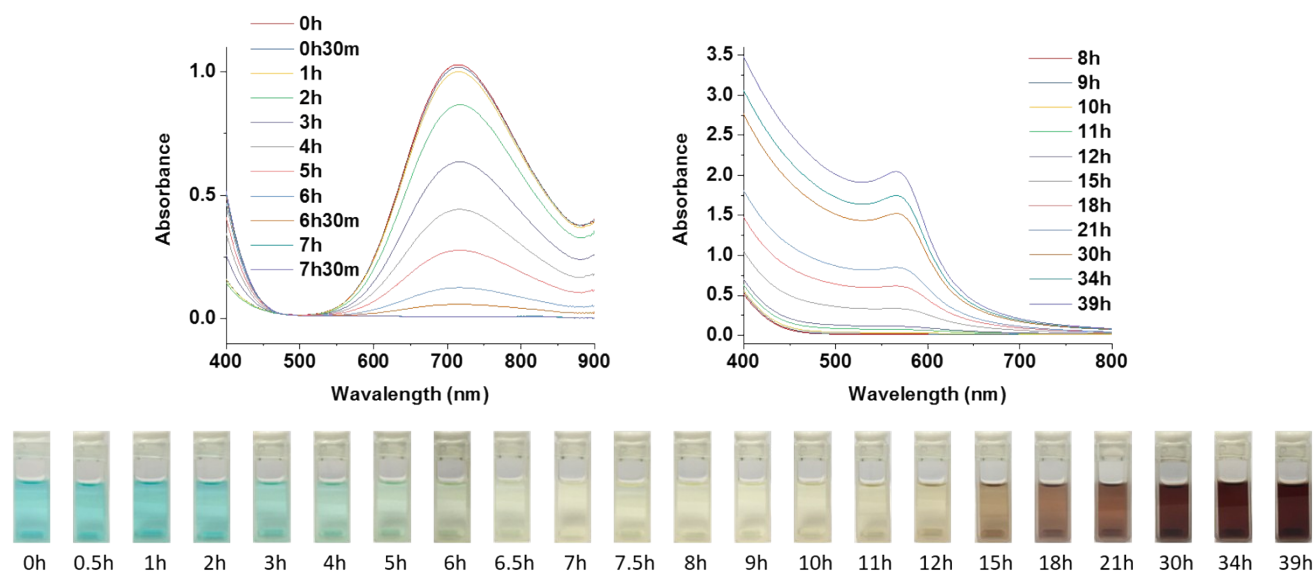 0h
0h30m
1h
2h
3h
4h
5h
6h
6h30m
7h
7h30m
1.0
0.5
0.0
Absorbance
400 500 600 700 800 900
Wavalength (nm)
8h
9h
10h
11h
12h
15h
18h
21h
30h
34h
39h
3.5
3.0
2.5
2.0
1.5
1.0
0.5
0.0
Absorbance
400 500 600 700 800
Wavelength (nm)
0h 0.5h 1h 2h 3h 4h 5h 6h 6.5h 7h 7.5h 8h 9h 10h 11h 12h 15h 18h 21h 30h 34h 39h